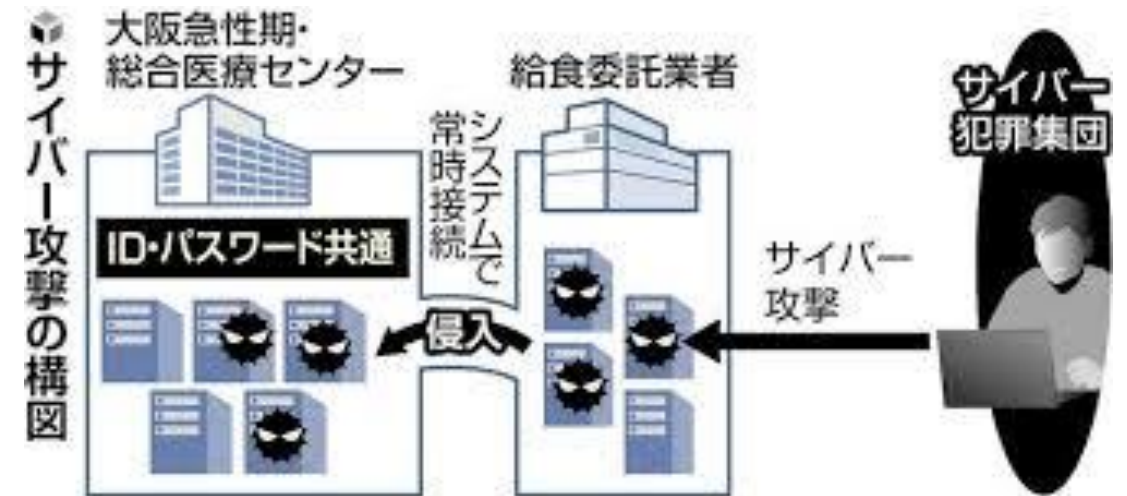 サイバー攻撃の構図
大阪急性期・
総合医療センター
ID・パスワード共通
システムで
常時接続
侵入
給食委託業者
サイバー
攻撃
サイバー
犯罪集団